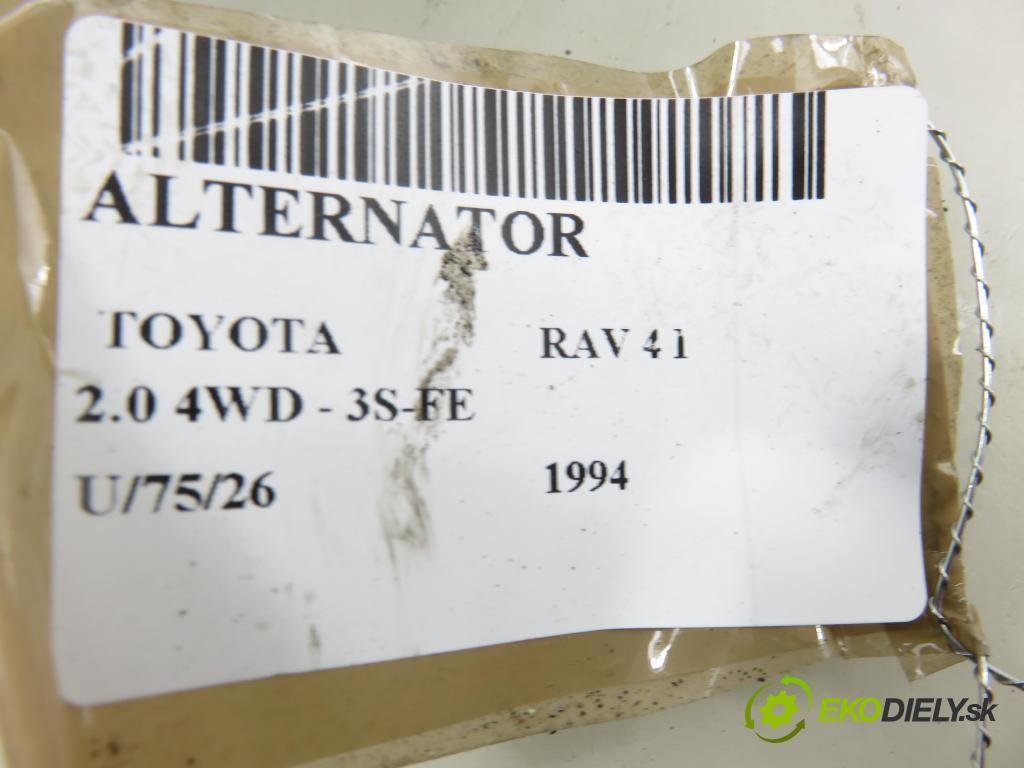 ALTERNATOR
TOYOTA RAV 4 I
2.0 4WD - 3S-FE
U/75/26 1994
EKODIELY.sk